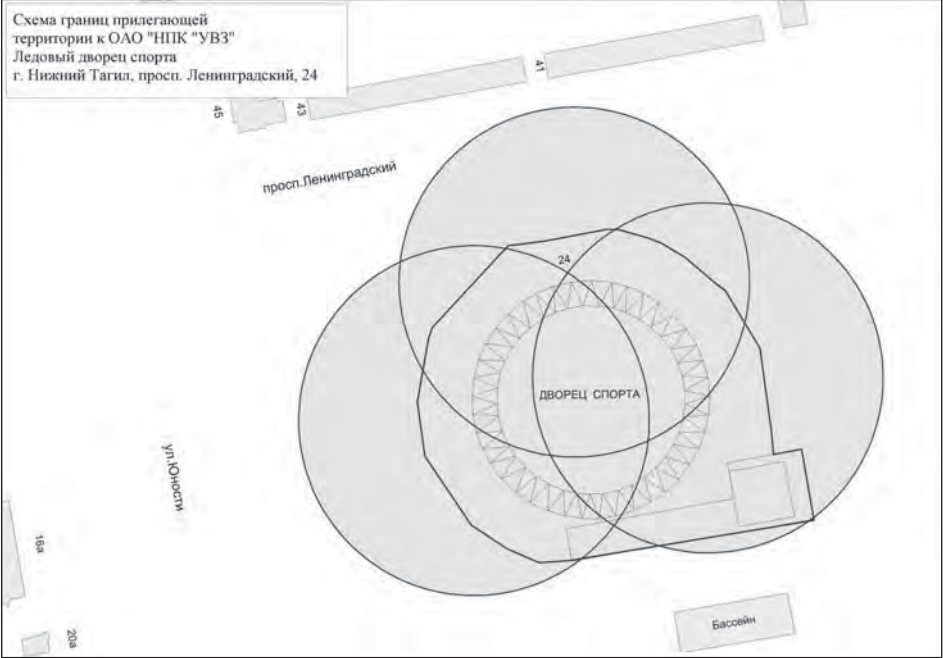 Схема границ прилегающей
территории к ОАО "НПК "УВЗ"
Ледовый дворец спорта
г. Нижний Тагил, просп. Ленинградский, 24
41
43
45
просп.Ленинградский
24
ДВОРЕЦ СПОРТА
ул.Юности
16а
20а
Бассейн